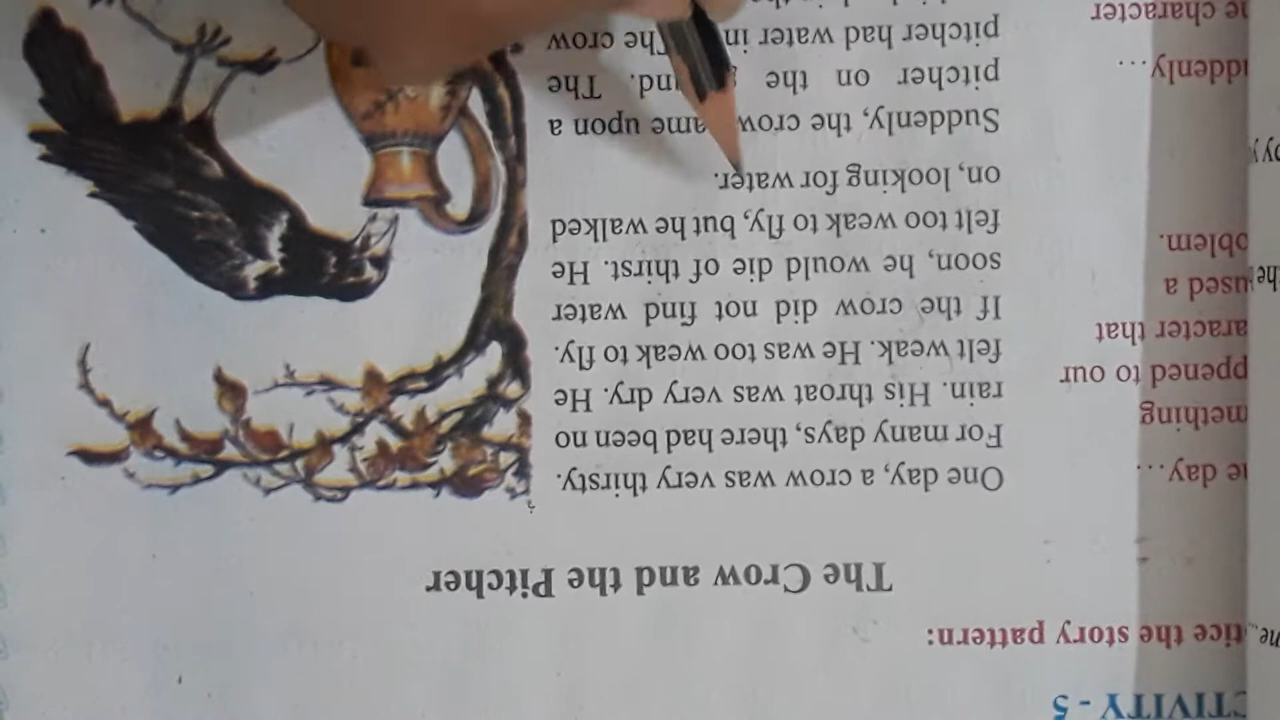 CTIVITY - 5
tice the story pattern:
The Crow and the Pitcher
One day, a crow was very thirsty.
For many days, there had been no
rain. His throat was very dry. He
felt weak. He was too weak to fly.
If the crow did not find water
soon, he would die of thirst. He
felt too weak to fly, but he walked
on, looking for water.
Suddenly, the crow came upon a
pitcher on the The
pitcher had water in The crow
ne day...
mething
ppened to our
aracter that
used a
oblem.
uddenly...
he character